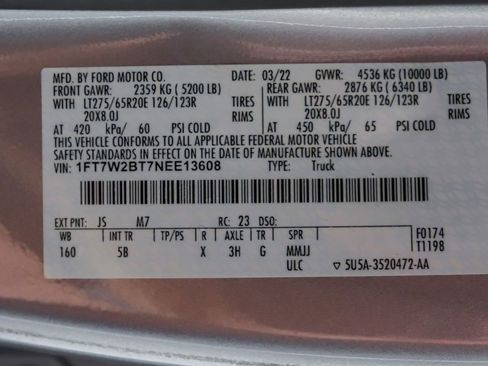 MFD. BY FORD MOTOR CO. DATE: 03/22 GVWR: 4536 KG (10000 LB)
FRONT GAWR: 2359 KG ( 5200 LB) REAR GAWR: 2876 KG ( 6340 LB)
WITH LT275/65R20E 126/123R TIRES WITH LT275/65R20E 126/123R TIRES
20X8.0J RIMS 20X8.0J RIMS
AT 420 kPa/ 60 PSI COLD AT 450 kPa/ 65 PSI COLD
THIS VEHICLE CONFORMS TO ALL APPLICABLE FEDERAL MOTOR VEHICLE
SAFETY STANDARDS IN EFFECT ON THE DATE OF MANUFACTURE SHOWN ABOVE.
VIN: 1FT7W2BT7NEE13608 TYPE: Truck
EXT PNT: JS M7 RC: 23 DSO:
WB INT TR TP/PS R AXLE TR SPR F0174
160 5B X 3H G MMJJ T1198
ULC ▽ 5U5A-3520472-AA